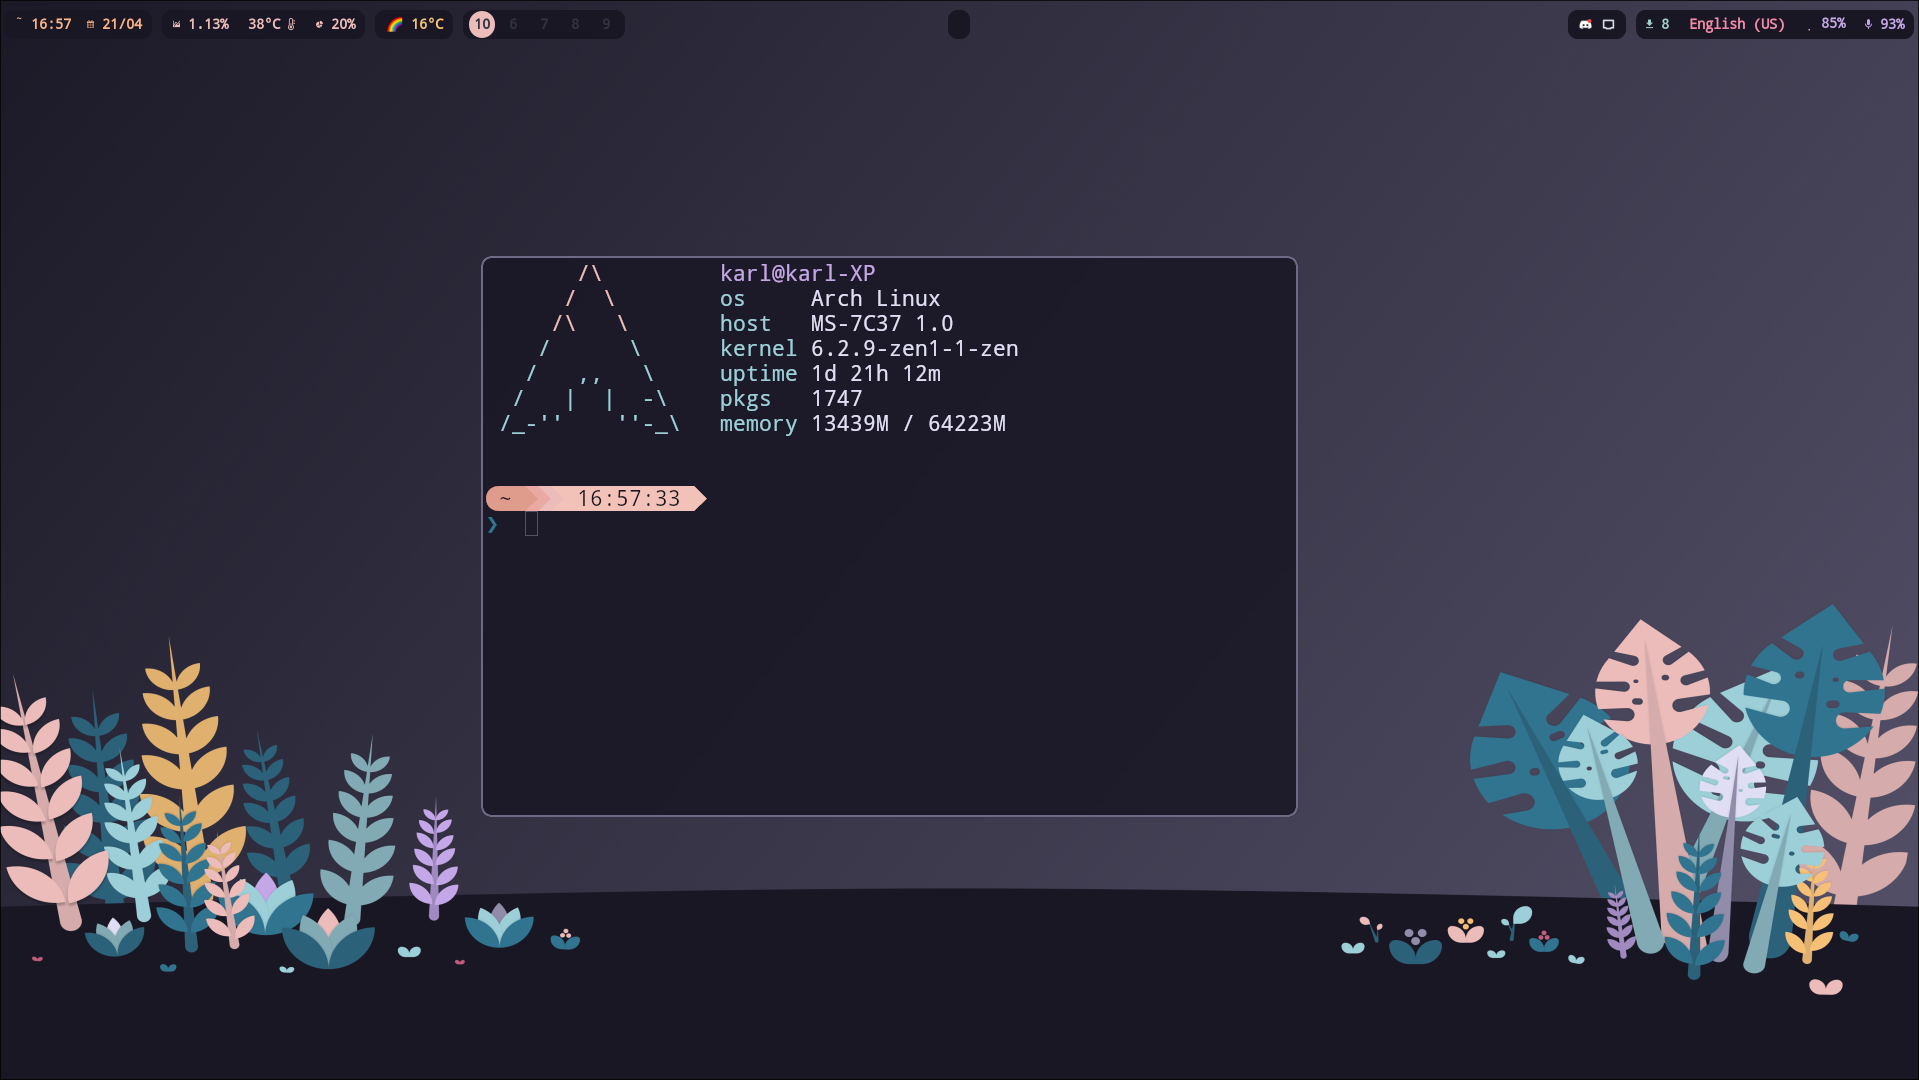 ~ 16:57 21/04 1.13% 38°C 20% 16°C 10 6 7 8 9 8 English (US) 85% 93%
/\ karl@karl-XP
/  \ os Arch Linux
/\   \ host MS-7C37 1.0
/      \ kernel 6.2.9-zen1-1-zen
/   ,,   \ uptime 1d 21h 12m
/   |  |  -\ pkgs 1747
/_-''    ''-_\ memory 13439M / 64223M
~ 16:57:33
❯